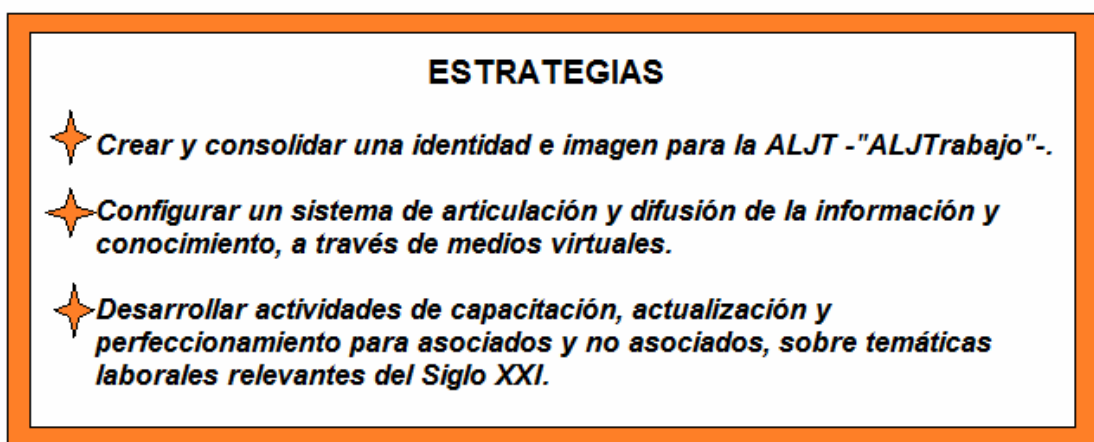 ESTRATEGIAS
Crear y consolidar una identidad e imagen para la ALJT -"ALJTrabajo"-.
Configurar un sistema de articulación y difusión de la información y
conocimiento, a través de medios virtuales.
Desarrollar actividades de capacitación, actualización y
perfeccionamiento para asociados y no asociados, sobre temáticas
laborales relevantes del Siglo XXI.